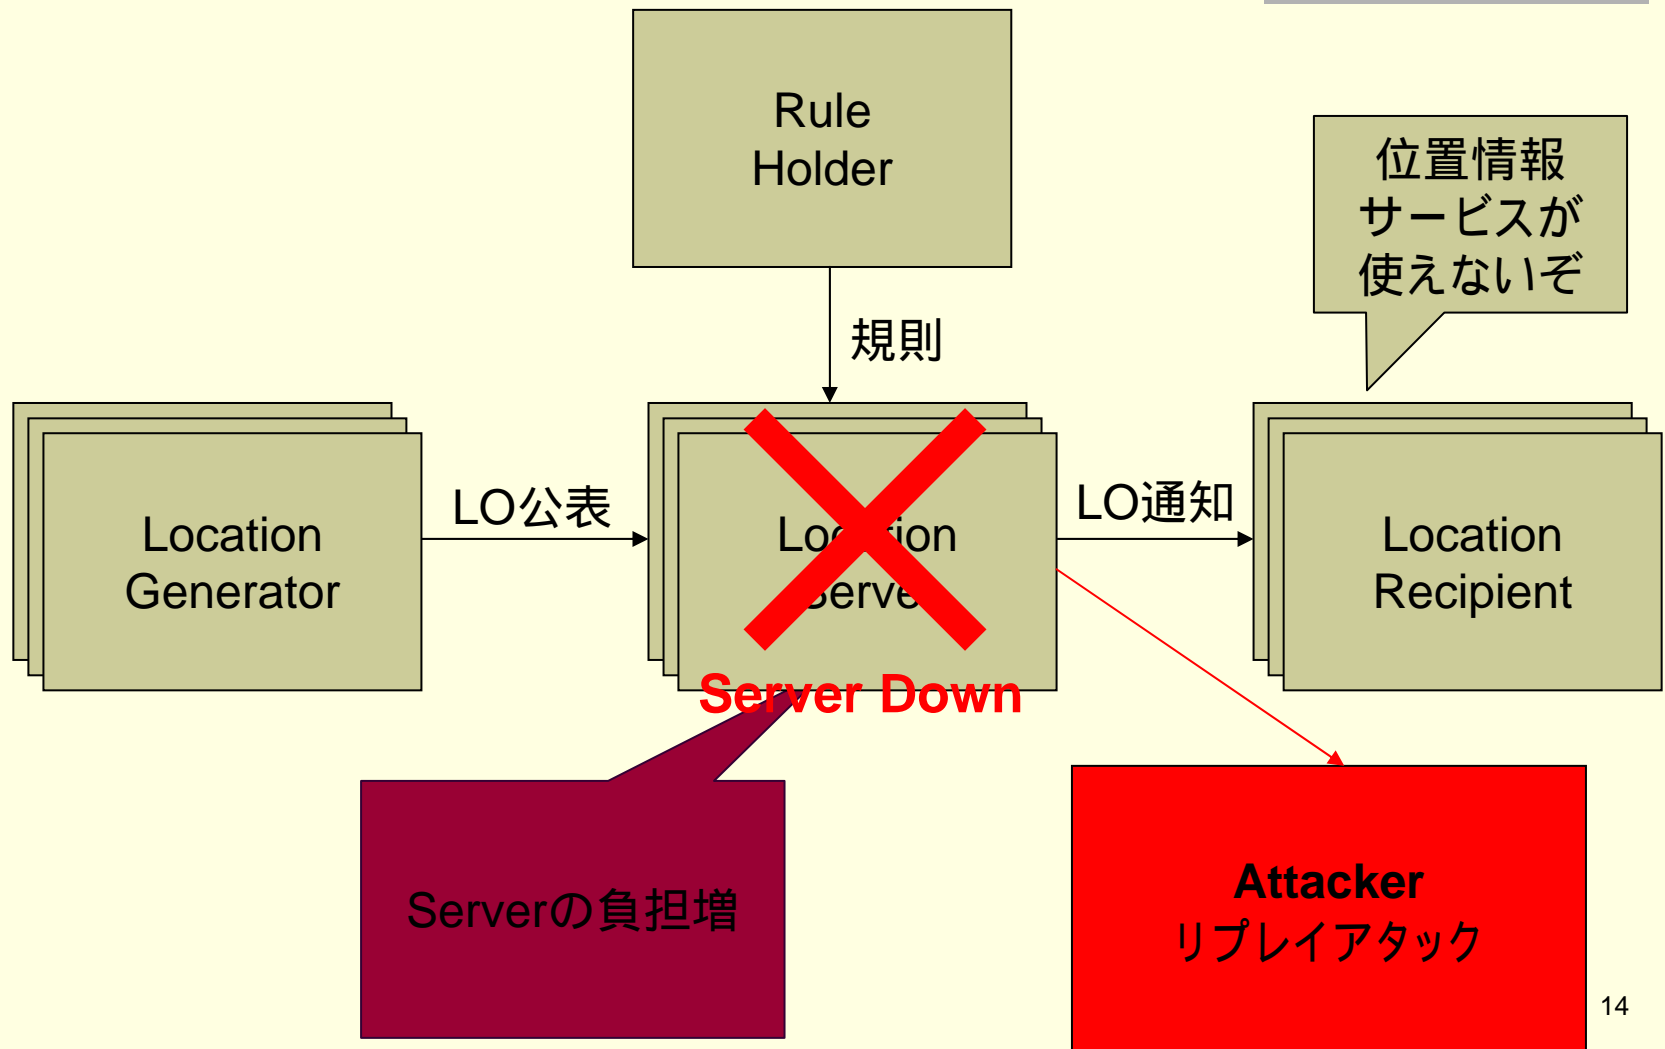 Rule
Holder
位置情報
サービスが
使えないぞ
規則
Location
Generator
LO公表
Location
Server
LO通知
Location
Recipient
Server Down
Serverの負担増
Attacker
リプレイアタック
14